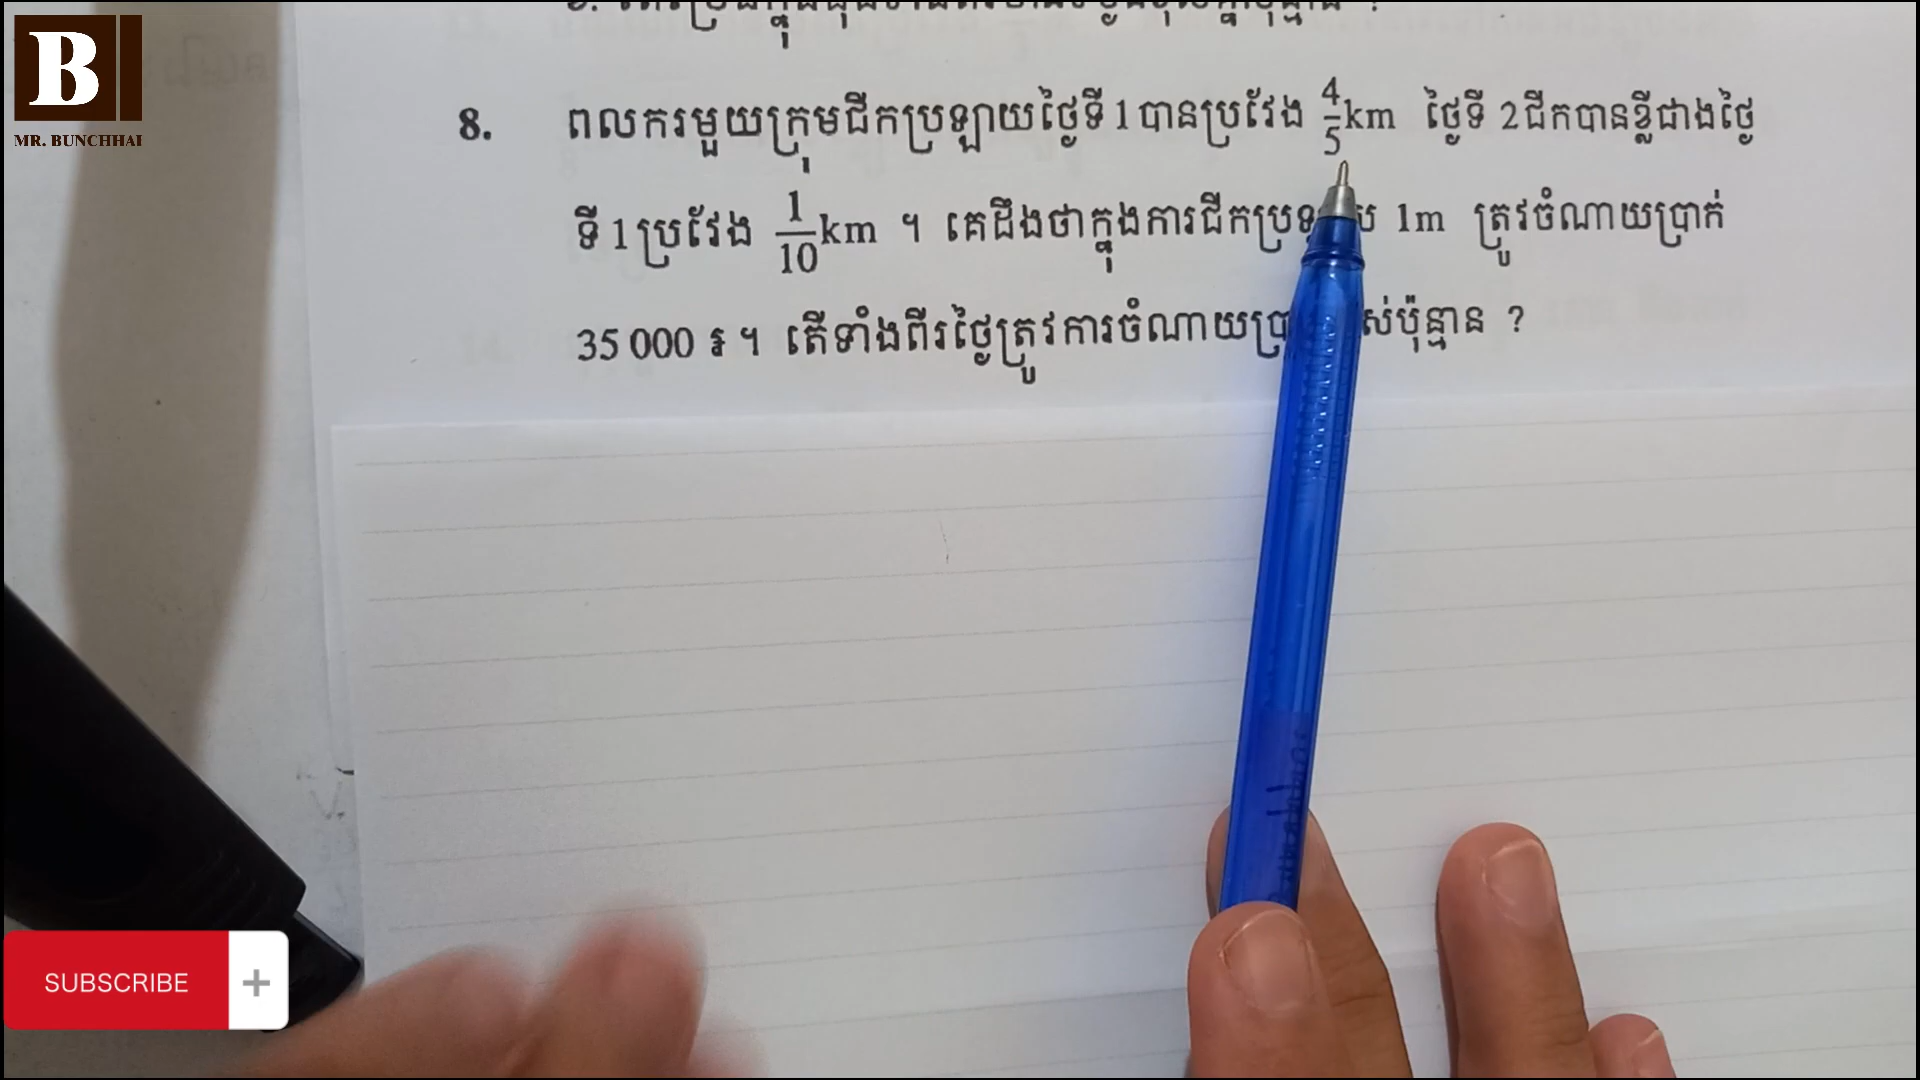 B
MR. BUNCHHAI
8. ពលករមួយក្រុមជីកប្រឡាយថ្ងៃទី 1 បានប្រវែង 4/5 km ថ្ងៃទី 2 ជីកបានខ្លីជាងថ្ងៃ
ទី 1 ប្រវែង 1/10 km ។ គេដឹងថាក្នុងការជីក 1m ត្រូវចំណាយប្រាក់
35 000 ៛ ។ តើទាំងពីរថ្ងៃត្រូវការចំណាយ ប៉ុន្មាន ?
SUBSCRIBE +